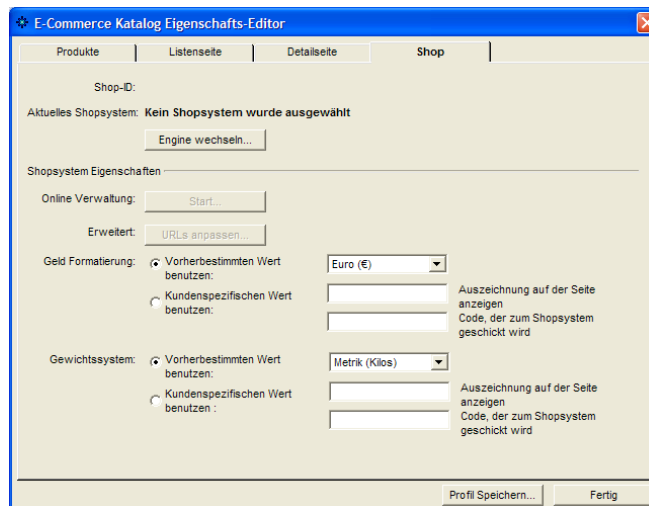 E-Commerce Katalog Eigenschafts-Editor
Produkte
Listenseite
Detailseite
Shop
Shop-ID:
Aktuelles Shopsystem: Kein Shopsystem wurde ausgewählt
Engine wechseln...
Shopsystem Eigenschaften
Online Verwaltung:
Start...
Erweitert:
URLs anpassen...
Geld Formatierung:
Vorherbestimmten Wert
benutzen:
Euro (€)
Kundenspezifischen Wert
benutzen:
Auszeichnung auf der Seite
anzeigen
Code, der zum Shopsystem
geschickt wird
Gewichtssystem:
Vorherbestimmten Wert
benutzen:
Metrik (Kilos)
Kundenspezifischen Wert
benutzen :
Auszeichnung auf der Seite
anzeigen
Code, der zum Shopsystem
geschickt wird
Profil Speichern...
Fertig